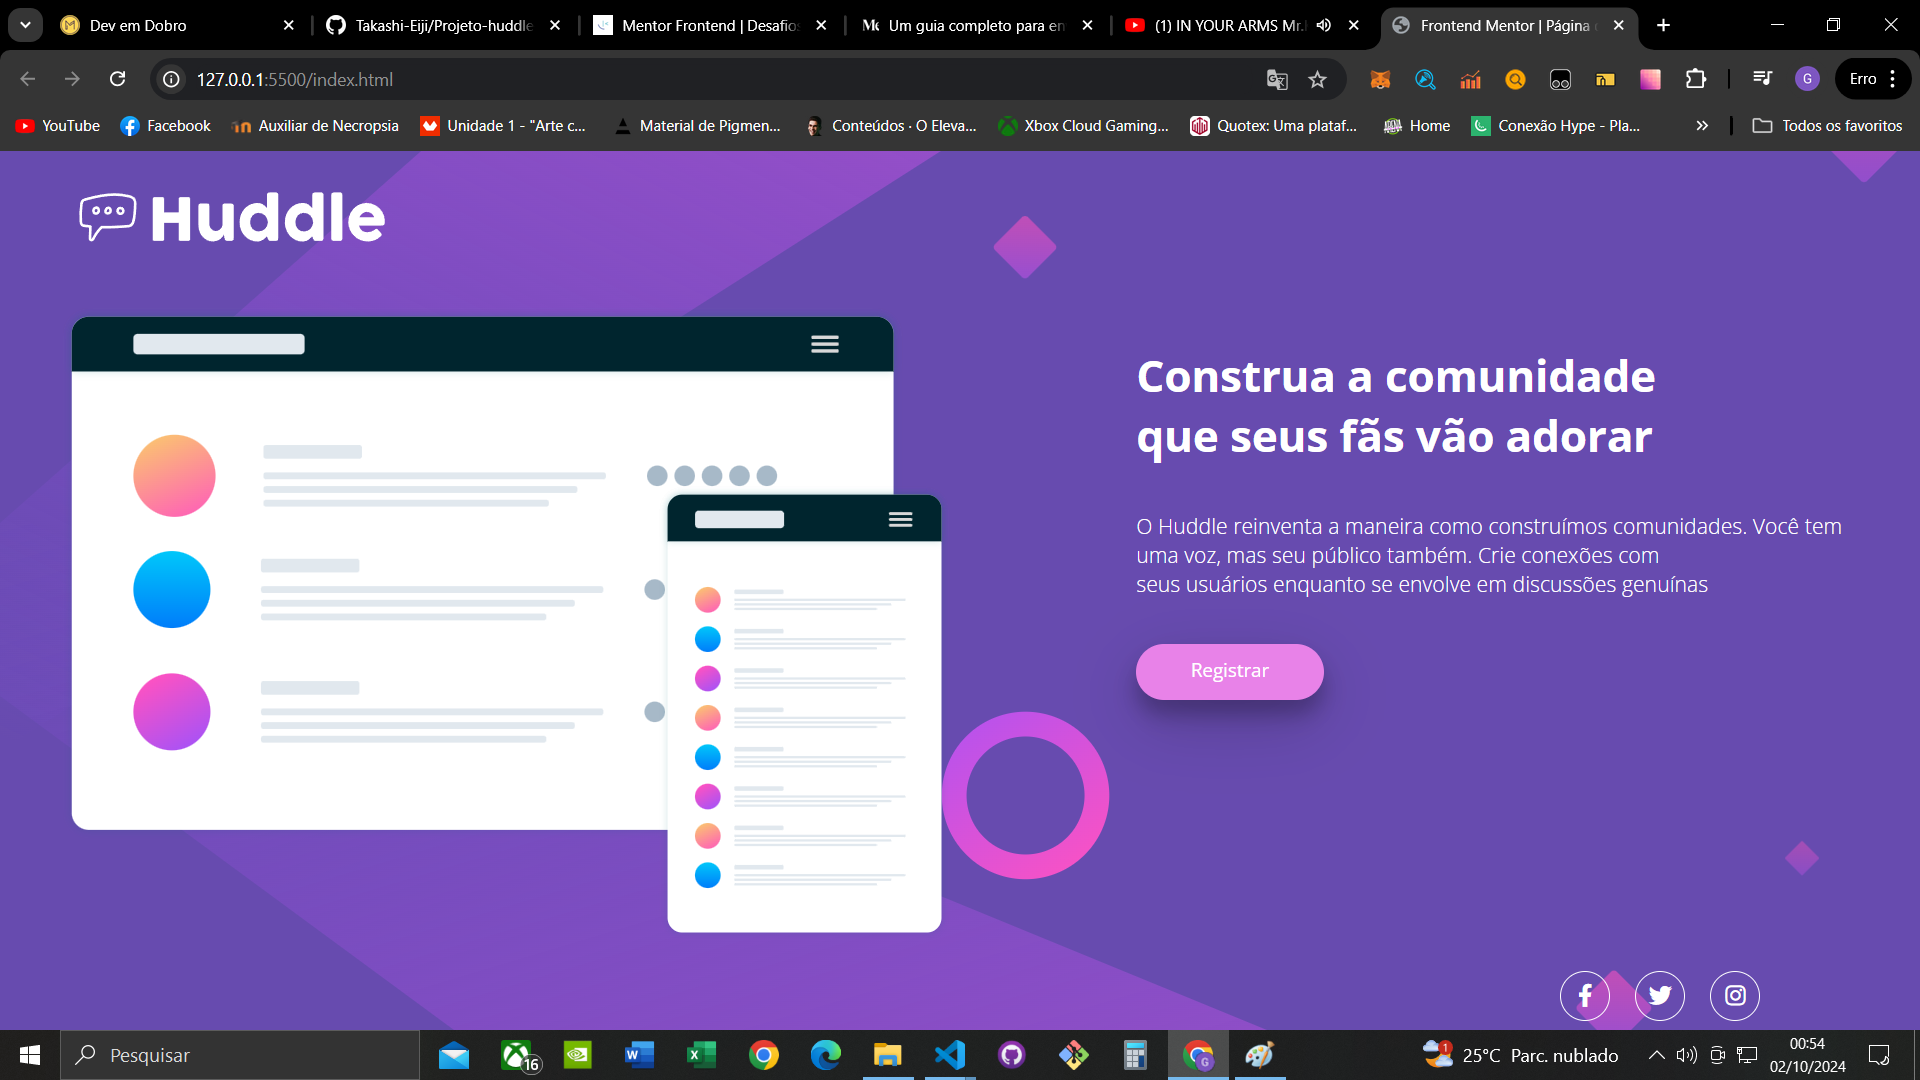 Dev em Dobro
Takashi-Eiji/Projeto-huddle
Mentor Frontend | Desafios
Um guia completo para en
(1) IN YOUR ARMS Mr.
Frontend Mentor | Página
127.0.0.1:5500/index.html
G
Erro
YouTube
Facebook
Auxiliar de Necropsia
Unidade 1 - "Arte c...
Material de Pigmen...
Conteúdos · O Eleva...
Xbox Cloud Gaming...
Quotex: Uma plataf...
Home
Conexão Hype - Pla...
Todos os favoritos
Huddle
Construa a comunidade
que seus fãs vão adorar
O Huddle reinventa a maneira como construímos comunidades. Você tem
uma voz, mas seu público também. Crie conexões com
seus usuários enquanto se envolve em discussões genuínas
Registrar
Pesquisar
16
1
25°C Parc. nublado
00:54
02/10/2024